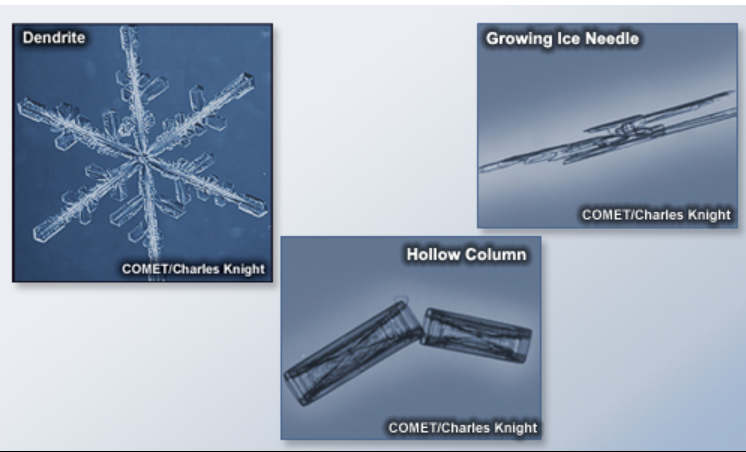 Dendrite
COMET/Charles Knight
Growing Ice Needle
COMET/Charles Knight
Hollow Column
COMET/Charles Knight